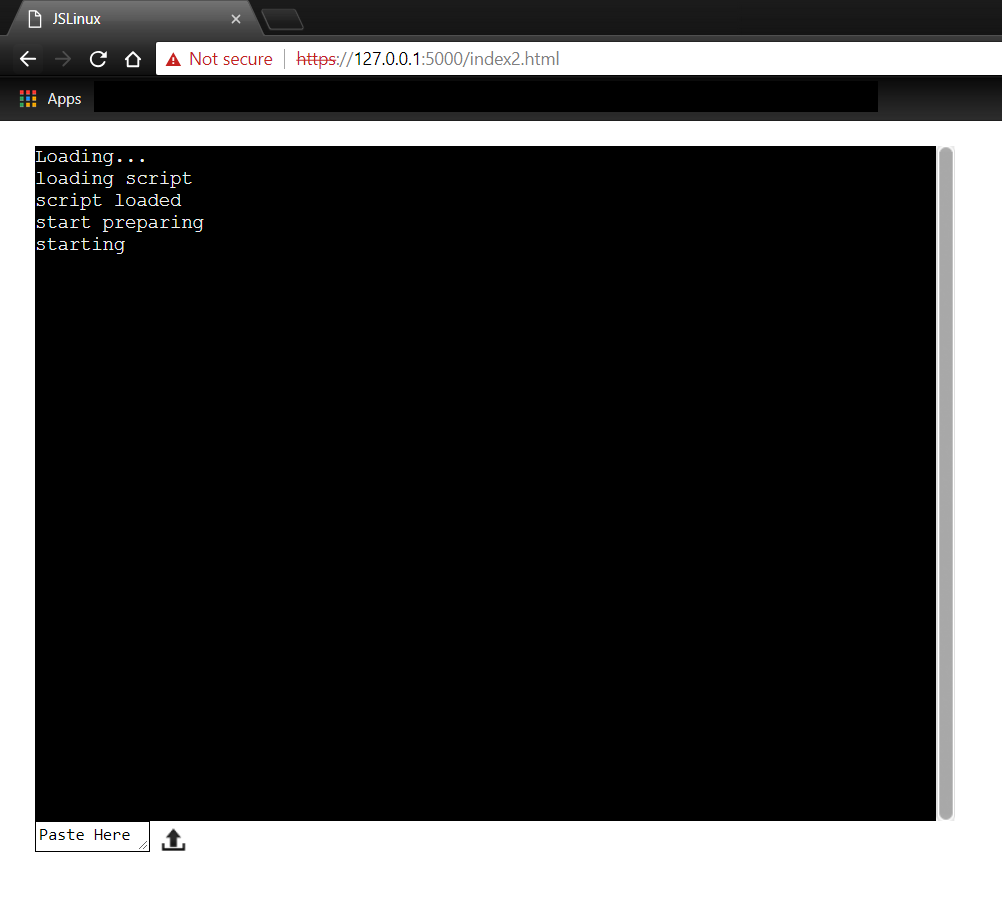 JSLinux
Not secure https://127.0.0.1:5000/index2.html
Apps
Loading...
loading script
script loaded
start preparing
starting
Paste Here